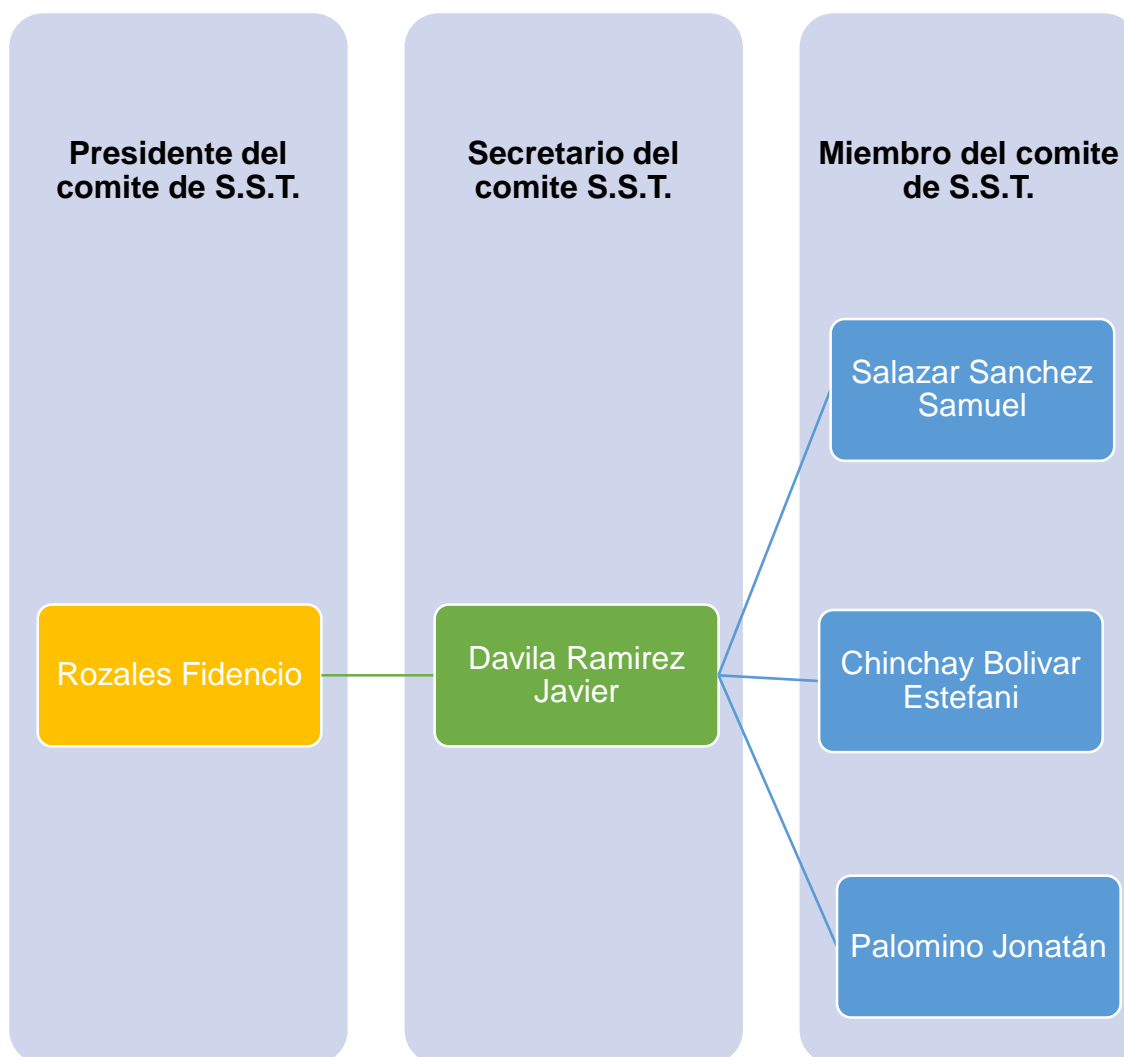 Presidente del
comite de S.S.T.
Secretario del
comite S.S.T.
Miembro del comite
de S.S.T.
Rozales Fidencio
Davila Ramirez
Javier
Salazar Sanchez
Samuel
Chinchay Bolivar
Estefani
Palomino Jonatán